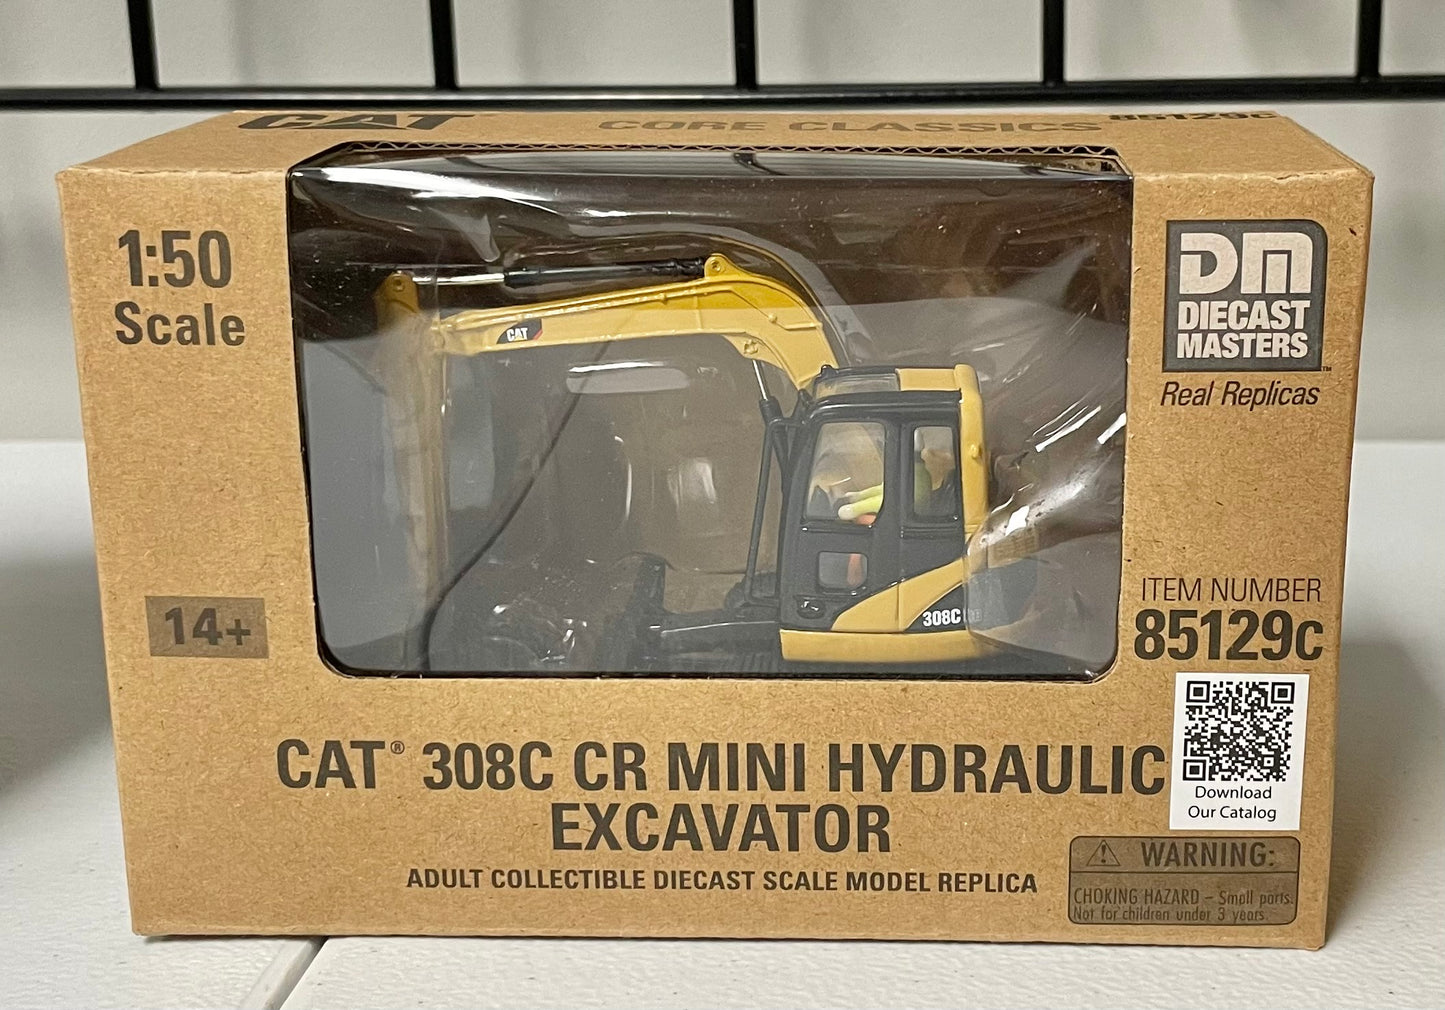 CAT CORE CLASSICS 85129c
1:50
Scale
DM
DIECAST
MASTERS
™
Real Replicas
CAT
308C
14+
ITEM NUMBER
85129c
Download
Our Catalog
CAT® 308C CR MINI HYDRAULIC
EXCAVATOR
ADULT COLLECTIBLE DIECAST SCALE MODEL REPLICA
WARNING:
CHOKING HAZARD – Small parts.
Not for children under 3 years.